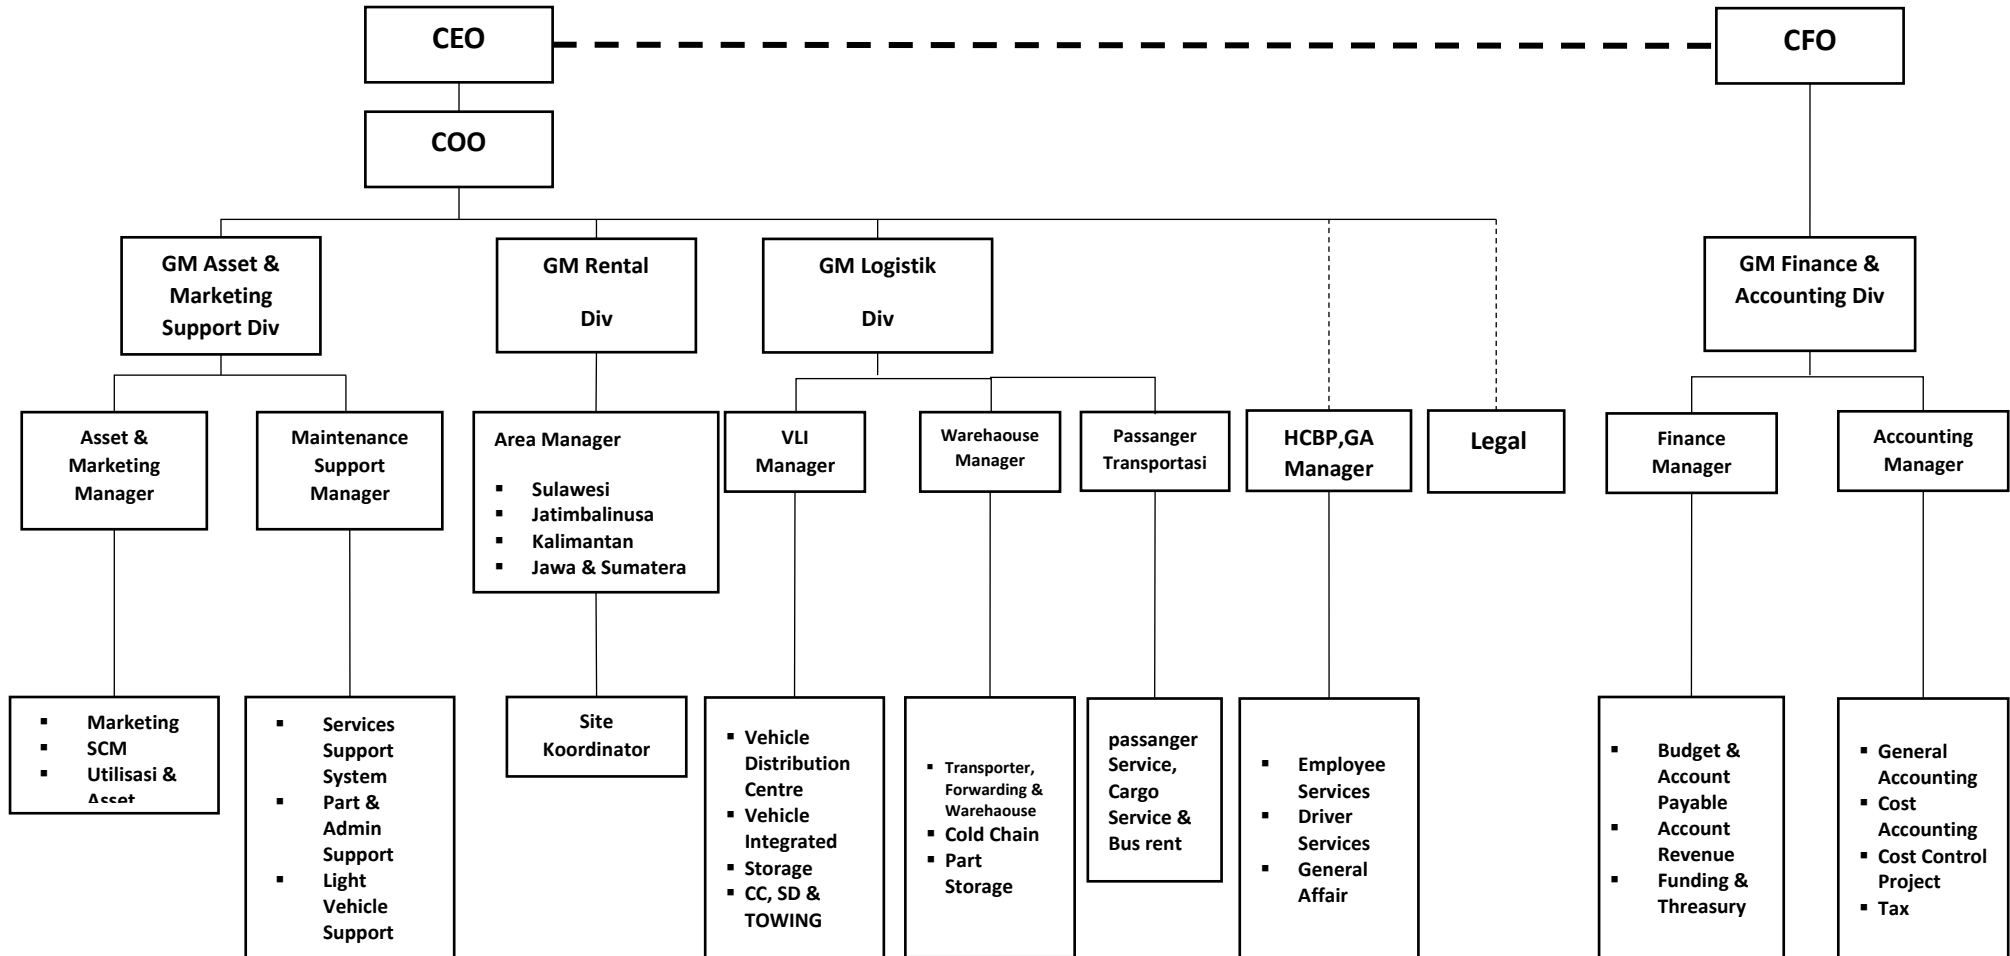 CEO
CFO
COO
GM Asset &
Marketing
Support Div
GM Rental
Div
GM Logistik
Div
GM Finance &
Accounting Div
Asset &
Marketing
Manager
Maintenance
Support
Manager
Area Manager
▪ Sulawesi
▪ Jatimbalinusa
▪ Kalimantan
▪ Jawa & Sumatera
VLI
Manager
Warehaouse
Manager
Passanger
Transportasi
HCBP,GA
Manager
Legal
Finance
Manager
Accounting
Manager
▪ Marketing
▪ SCM
▪ Utilisasi &
Asset
▪ Services
Support
System
▪ Part &
Admin
Support
▪ Light
Vehicle
Support
Site
Koordinator
▪ Vehicle
Distribution
Centre
▪ Vehicle
Integrated
▪ Storage
▪ CC, SD &
TOWING
▪ Transporter,
Forwarding &
Warehaouse
▪ Cold Chain
▪ Part
Storage
passanger
Service,
Cargo
Service &
Bus rent
▪ Employee
Services
▪ Driver
Services
▪ General
Affair
▪ Budget &
Account
Payable
▪ Account
Revenue
▪ Funding &
Threasury
▪ General
Accounting
▪ Cost
Accounting
▪ Cost Control
Project
▪ Tax